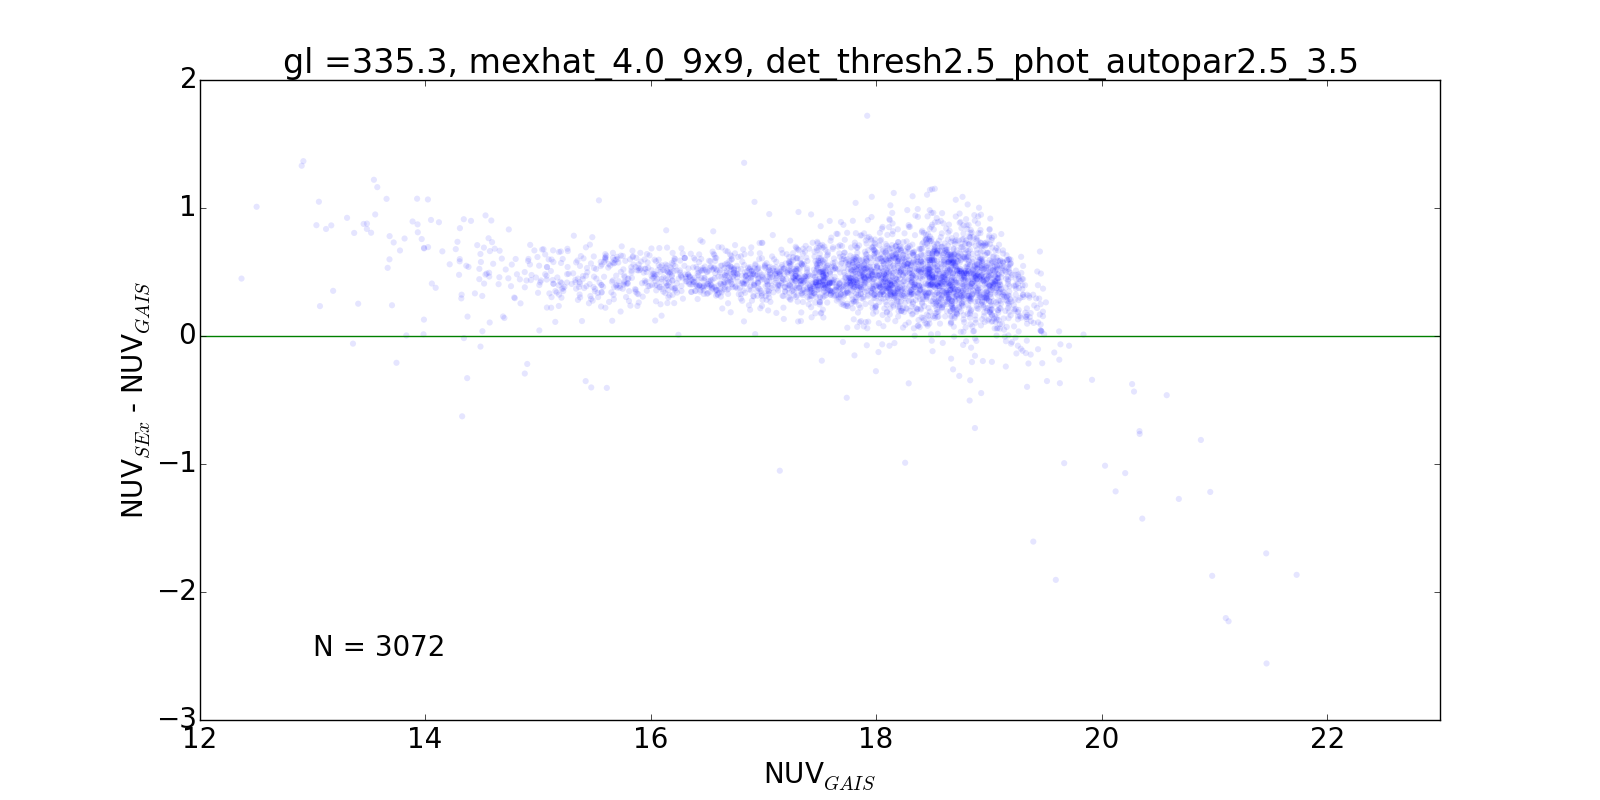 gl =335.3, mexhat_4.0_9x9, det_thresh2.5_phot_autopar2.5_3.5
2
1
0
−1
−2
−3
NUV_SEx - NUV_GAIS
N = 3072
12 14 16 18 20 22
NUV_GAIS